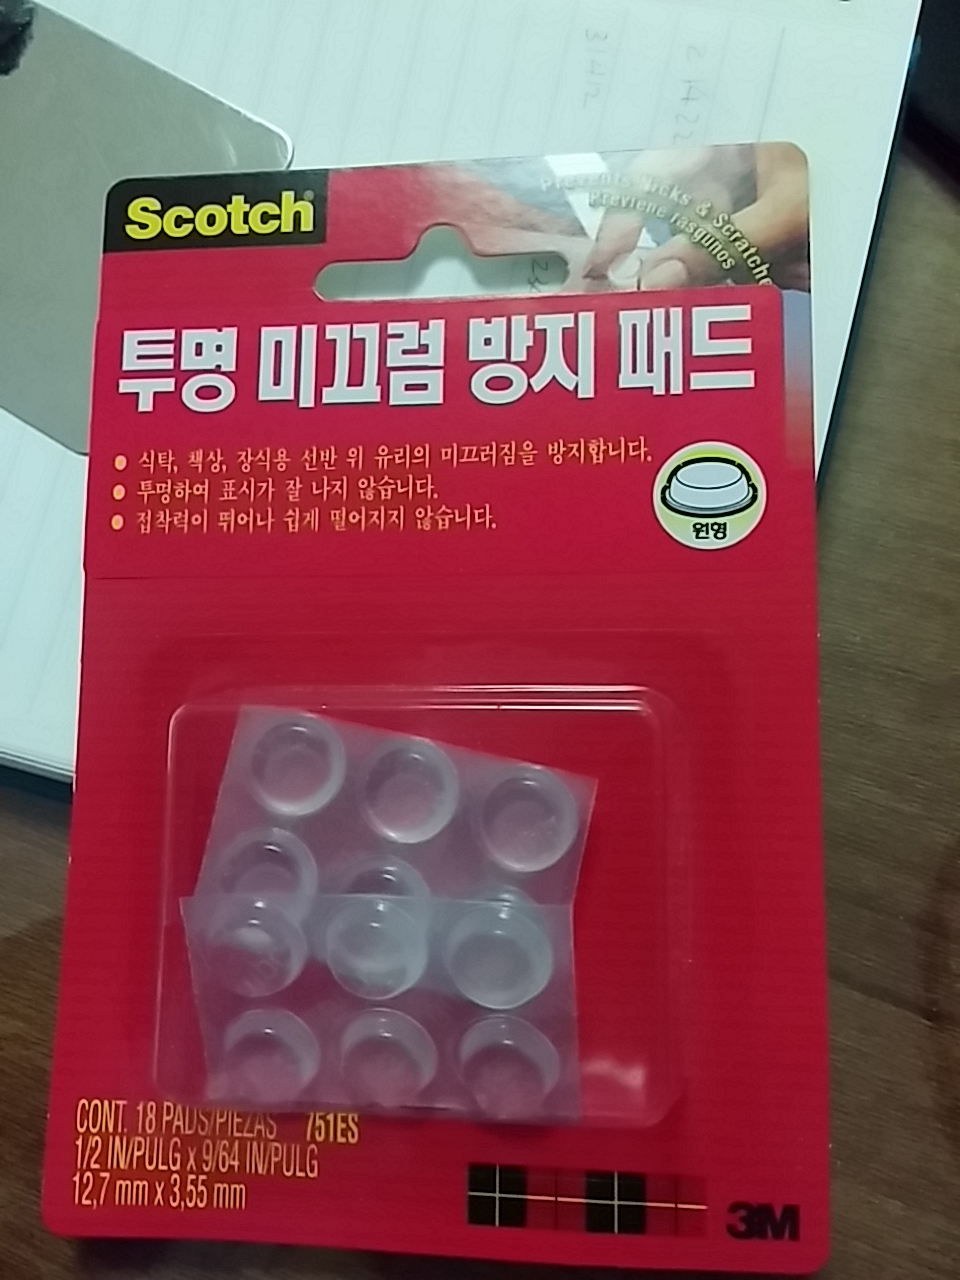 Scotch®
Prevents Nicks & Scratches
Previene rasguños
투명 미끄럼 방지 패드
• 식탁, 책상, 장식용 선반 위 유리의 미끄러짐을 방지합니다.
• 투명하여 표시가 잘 나지 않습니다.
• 접착력이 뛰어나 쉽게 떨어지지 않습니다.
원형
CONT. 18 PADS/PIEZAS 751ES
1/2 IN/PULG x 9/64 IN/PULG
12,7 mm x 3,55 mm
3M